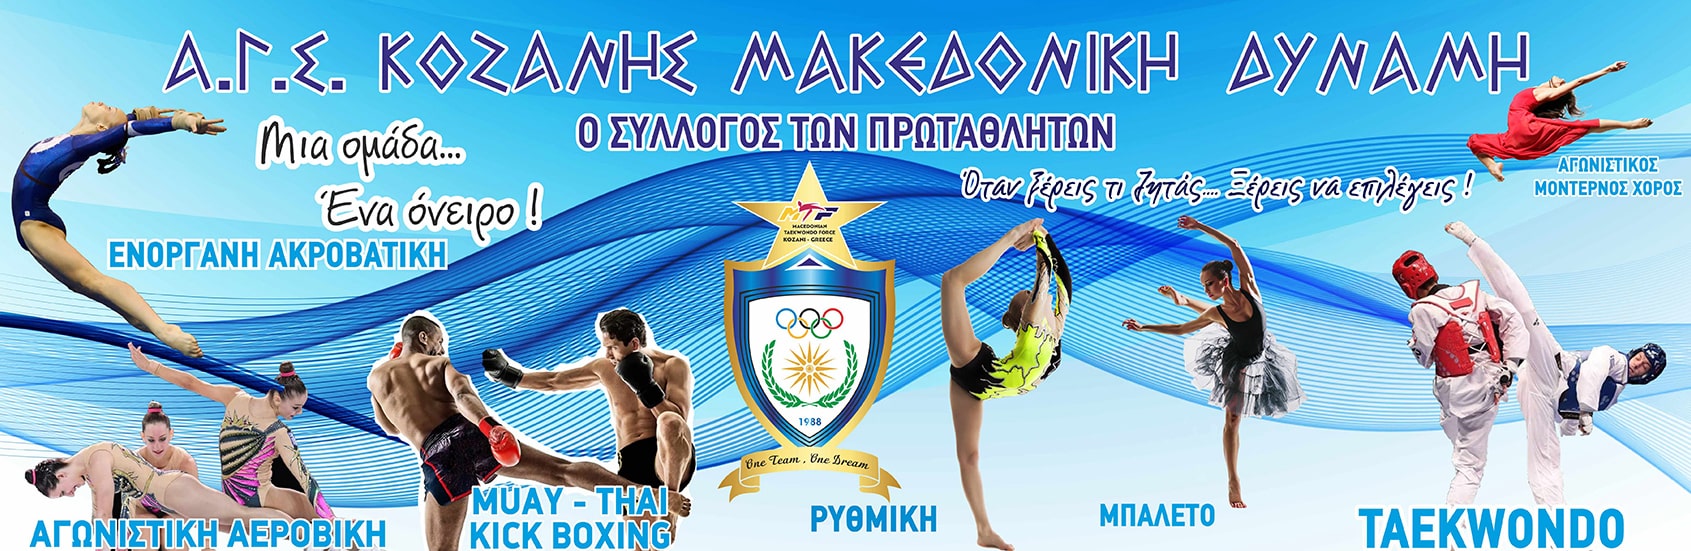 Α.Γ.Σ. ΚΟΖΑΝΗΣ ΜΑΚΕΔΟΝΙΚΗ ΔΥΝΑΜΗ
Ο ΣΥΛΛΟΓΟΣ ΤΩΝ ΠΡΩΤΑΘΛΗΤΩΝ
Μια ομάδα...
Ένα όνειρο !
Όταν ξέρεις τι ζητάς.... Ξέρεις να επιλέγεις !
ΑΓΩΝΙΣΤΙΚΟΣ
ΜΟΝΤΕΡΝΟΣ ΧΟΡΟΣ
ΕΝΟΡΓΑΝΗ ΑΚΡΟΒΑΤΙΚΗ
MTF
MACEDONIAN
TAEKWONDO FORCE
KOZANI - GREECE
1988
One Team , One Dream
ΑΓΩΝΙΣΤΙΚΗ ΑΕΡΟΒΙΚΗ
MUAY - THAI
KICK BOXING
ΡΥΘΜΙΚΗ
ΜΠΑΛΕΤΟ
TAEKWONDO